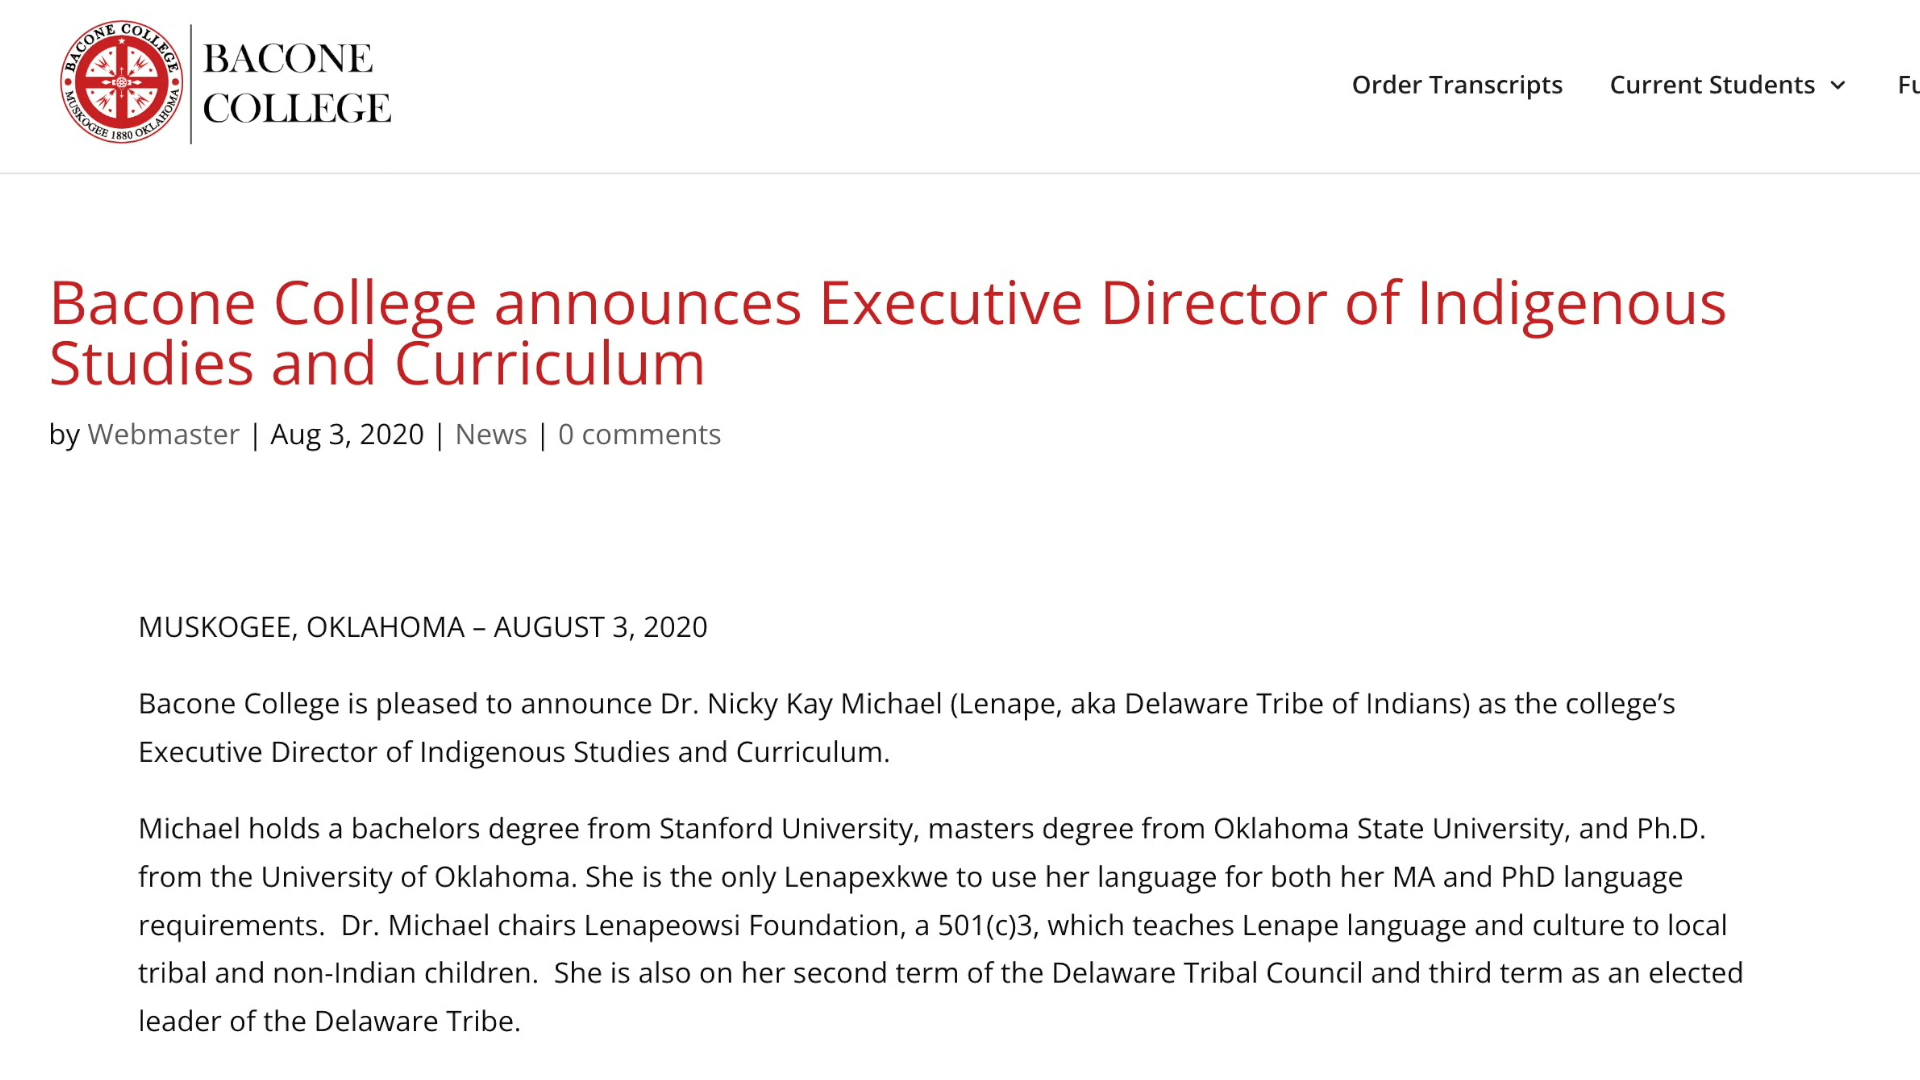 BACONE COLLEGE
MUSKOGEE 1880 OKLAHOMA
BACONE
COLLEGE
Order Transcripts
Current Students
Fu
Bacone College announces Executive Director of Indigenous
Studies and Curriculum
by Webmaster | Aug 3, 2020 | News | 0 comments
MUSKOGEE, OKLAHOMA – AUGUST 3, 2020
Bacone College is pleased to announce Dr. Nicky Kay Michael (Lenape, aka Delaware Tribe of Indians) as the college’s
Executive Director of Indigenous Studies and Curriculum.
Michael holds a bachelors degree from Stanford University, masters degree from Oklahoma State University, and Ph.D.
from the University of Oklahoma. She is the only Lenapexkwe to use her language for both her MA and PhD language
requirements.  Dr. Michael chairs Lenapeowsi Foundation, a 501(c)3, which teaches Lenape language and culture to local
tribal and non-Indian children.  She is also on her second term of the Delaware Tribal Council and third term as an elected
leader of the Delaware Tribe.